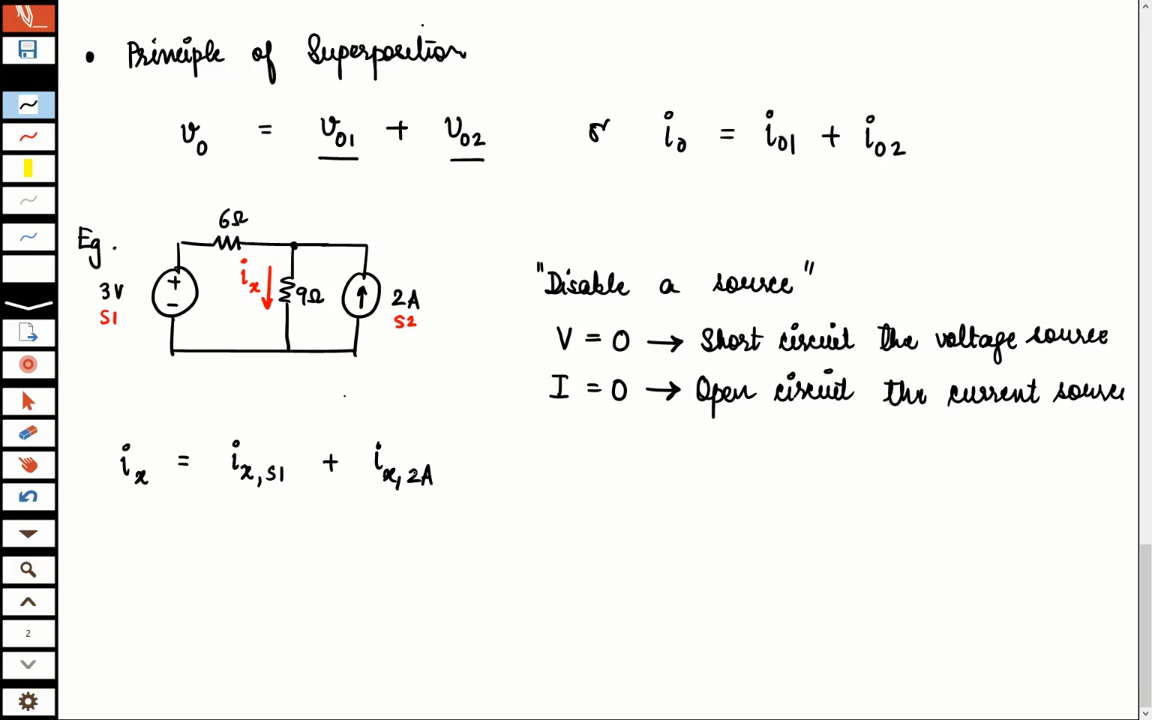 • Principle of Superposition
v₀ = v₀₁ + v₀₂ or i₀ = i₀₁ + i₀₂
Eg.
6Ω
3V
S1
+
-
iₓ
9Ω
2A
S2
"Disable a source"
V = 0 → Short circuit the voltage source
I = 0 → Open circuit the current source
iₓ = iₓ,S1 + iₓ,2A
2